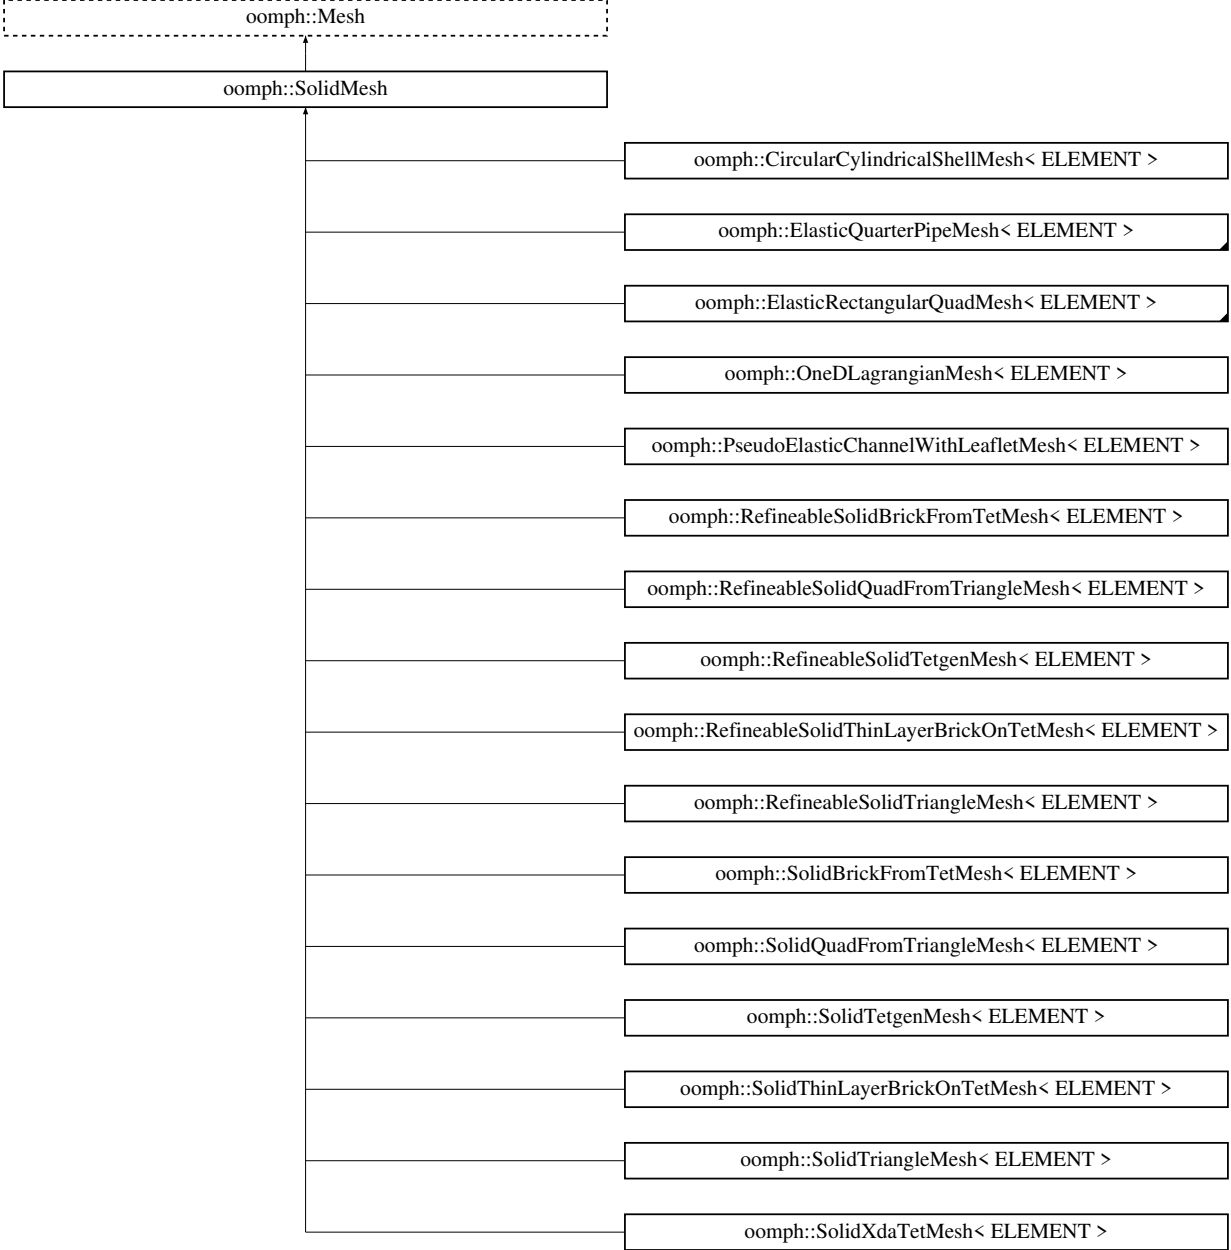 oomph::Mesh
oomph::SolidMesh
oomph::CircularCylindricalShellMesh< ELEMENT >
oomph::ElasticQuarterPipeMesh< ELEMENT >
oomph::ElasticRectangularQuadMesh< ELEMENT >
oomph::OneDLagrangianMesh< ELEMENT >
oomph::PseudoElasticChannelWithLeafletMesh< ELEMENT >
oomph::RefineableSolidBrickFromTetMesh< ELEMENT >
oomph::RefineableSolidQuadFromTriangleMesh< ELEMENT >
oomph::RefineableSolidTetgenMesh< ELEMENT >
oomph::RefineableSolidThinLayerBrickOnTetMesh< ELEMENT >
oomph::RefineableSolidTriangleMesh< ELEMENT >
oomph::SolidBrickFromTetMesh< ELEMENT >
oomph::SolidQuadFromTriangleMesh< ELEMENT >
oomph::SolidTetgenMesh< ELEMENT >
oomph::SolidThinLayerBrickOnTetMesh< ELEMENT >
oomph::SolidTriangleMesh< ELEMENT >
oomph::SolidXdaTetMesh< ELEMENT >